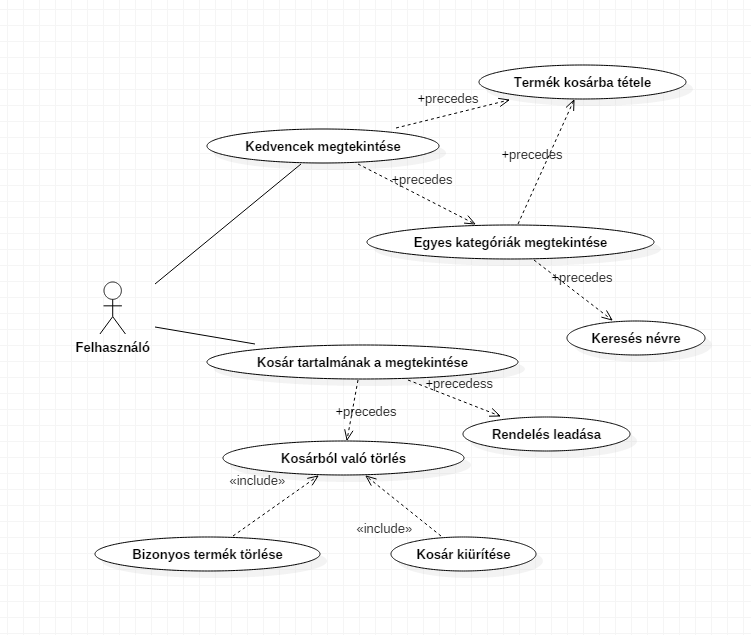 Termék kosárba tétele
+precedes
Kedvencek megtekintése
+precedes
+precedes
Egyes kategóriák megtekintése
+precedes
Keresés névre
Felhasználó
Kosár tartalmának a megtekintése
+precedess
+precedes
Rendelés leadása
Kosárból való törlés
«include»
«include»
Bizonyos termék törlése
Kosár kiürítése